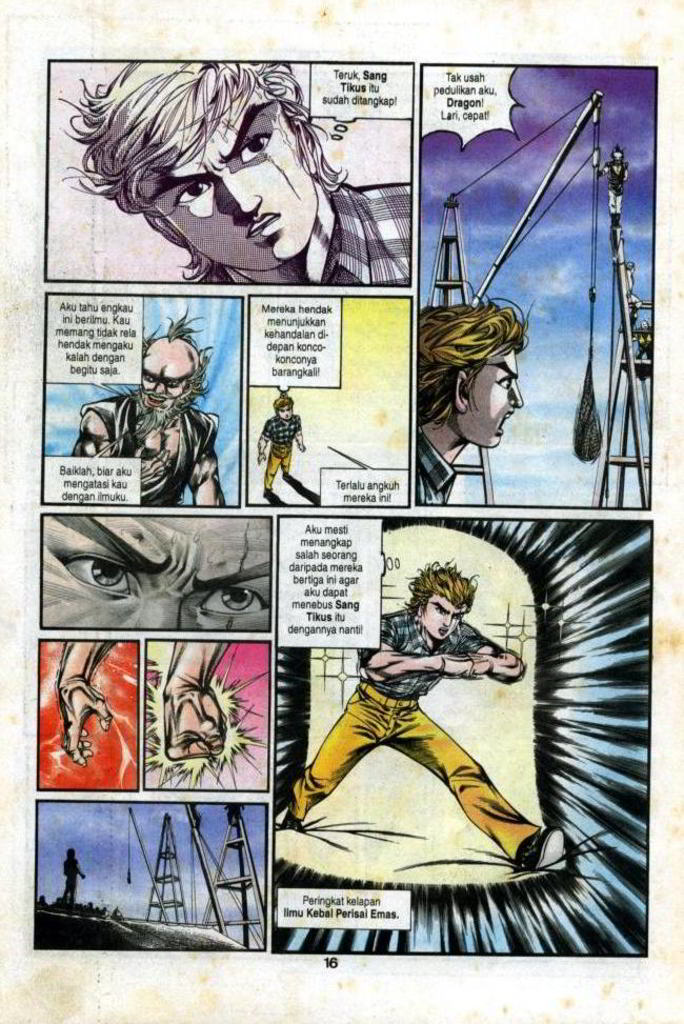 Teruk, Sang
Tikus itu
sudah ditangkap!
Tak usah
pedulikan aku,
Dragon!
Lari, cepat!
Aku tahu engkau
ini berilmu. Kau
memang tidak rela
hendak mengaku
kalah dengan
begitu saja.
Baiklah, biar aku
mengatasi kau
dengan ilmuku.
Mereka hendak
menunjukkan
kehandalan di-
depan konco-
konconya
barangkali!
Terlalu angkuh
mereka ini!
Aku mesti
menangkap
salah seorang
daripada mereka
bertiga ini agar
aku dapat
menebus Sang
Tikus itu
dengannya nanti!
Peringkat kelapan
Ilmu Kebal Perisai Emas.
16